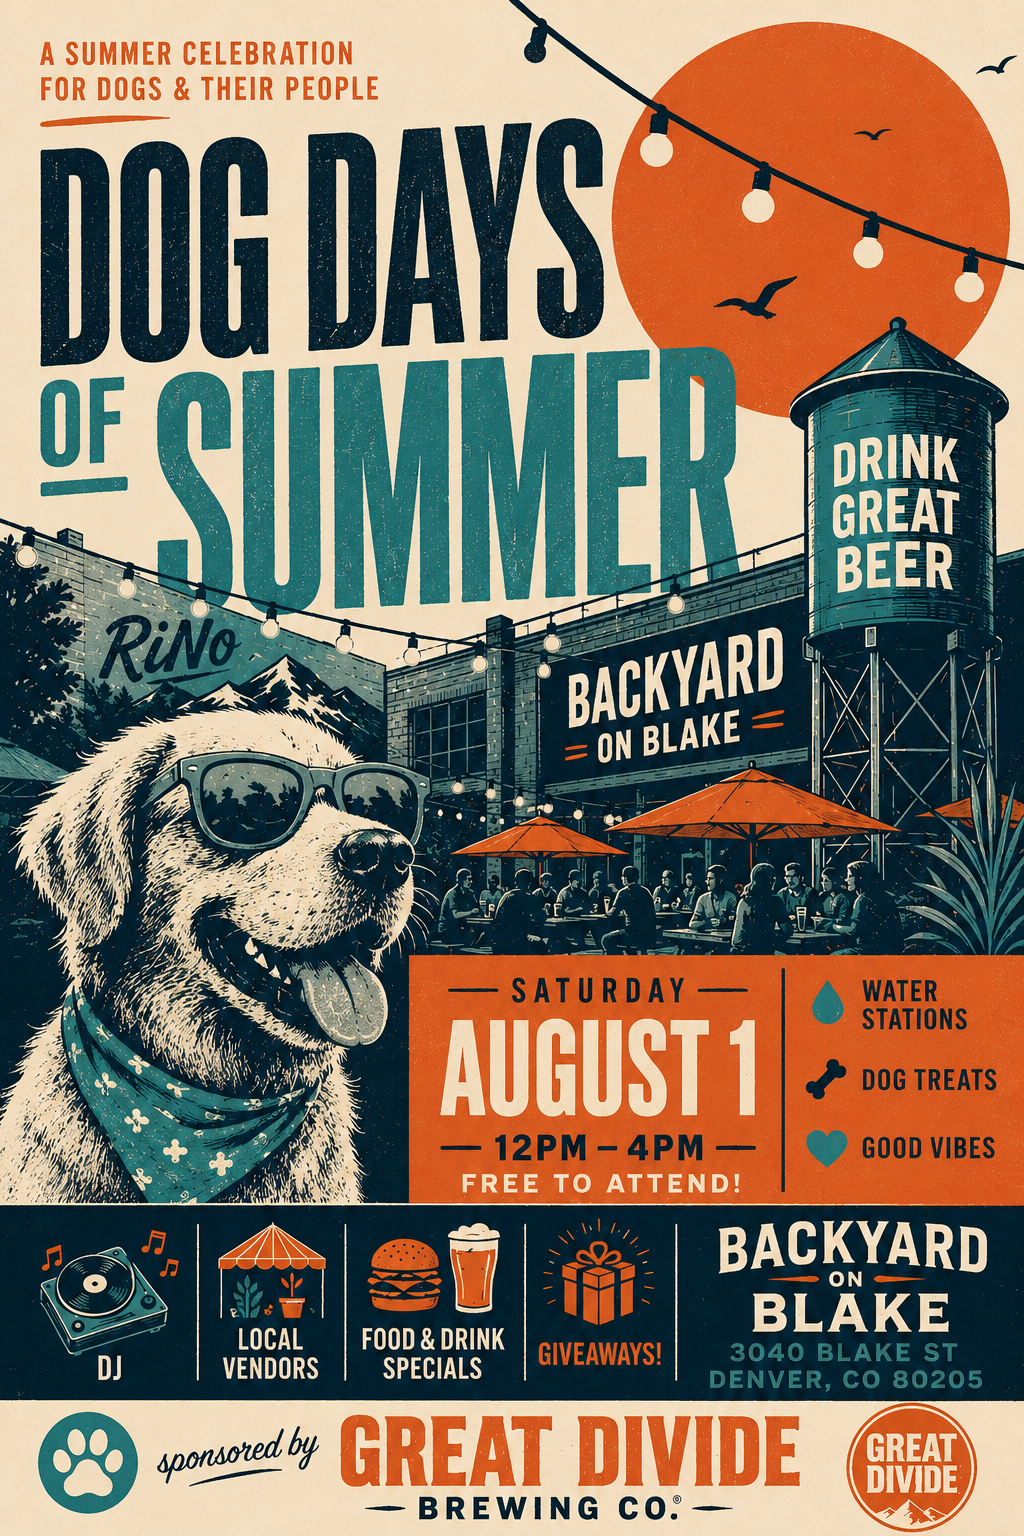 A SUMMER CELEBRATION
FOR DOGS & THEIR PEOPLE
DOG DAYS
OF SUMMER
DRINK
GREAT
BEER
RiNo
BACKYARD
ON BLAKE
SATURDAY
AUGUST 1
12PM – 4PM
FREE TO ATTEND!
WATER
STATIONS
DOG TREATS
GOOD VIBES
DJ
LOCAL
VENDORS
FOOD & DRINK
SPECIALS
GIVEAWAYS!
BACKYARD
ON
BLAKE
3040 BLAKE ST
DENVER, CO 80205
sponsored by
GREAT DIVIDE
BREWING CO.®
GREAT
DIVIDE